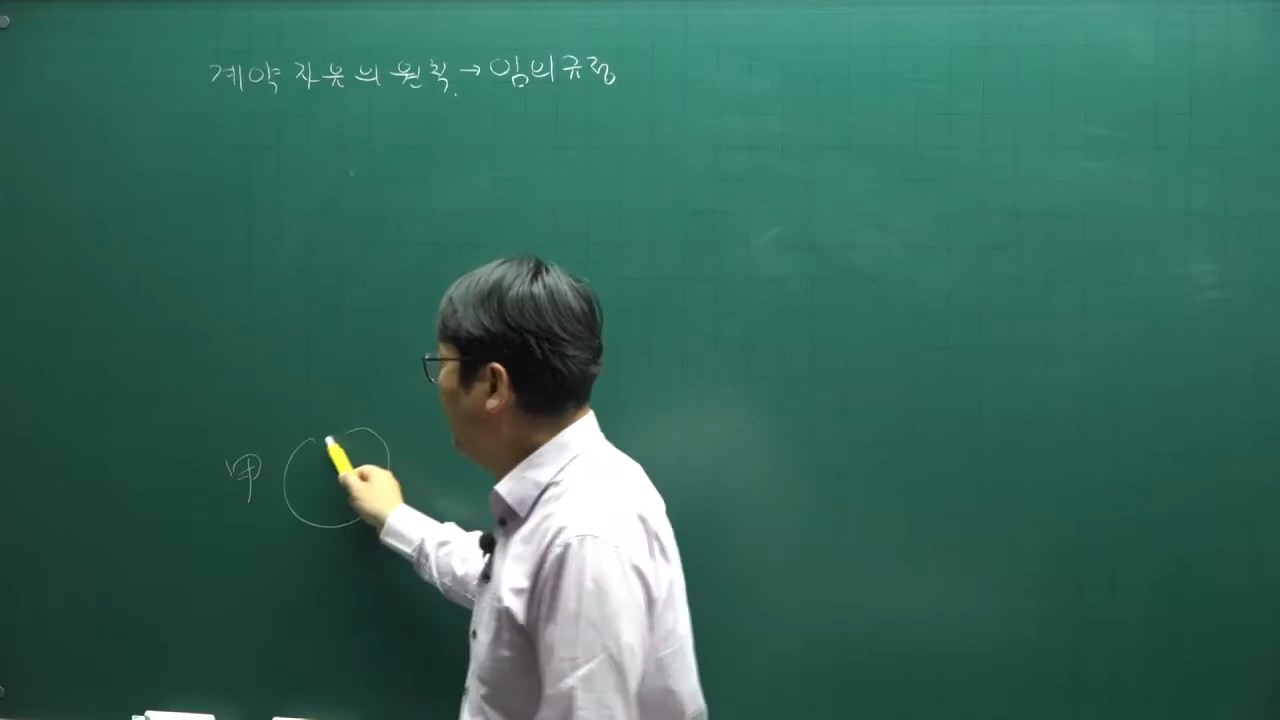 계약 자유의 원칙 → 임의규정
甲